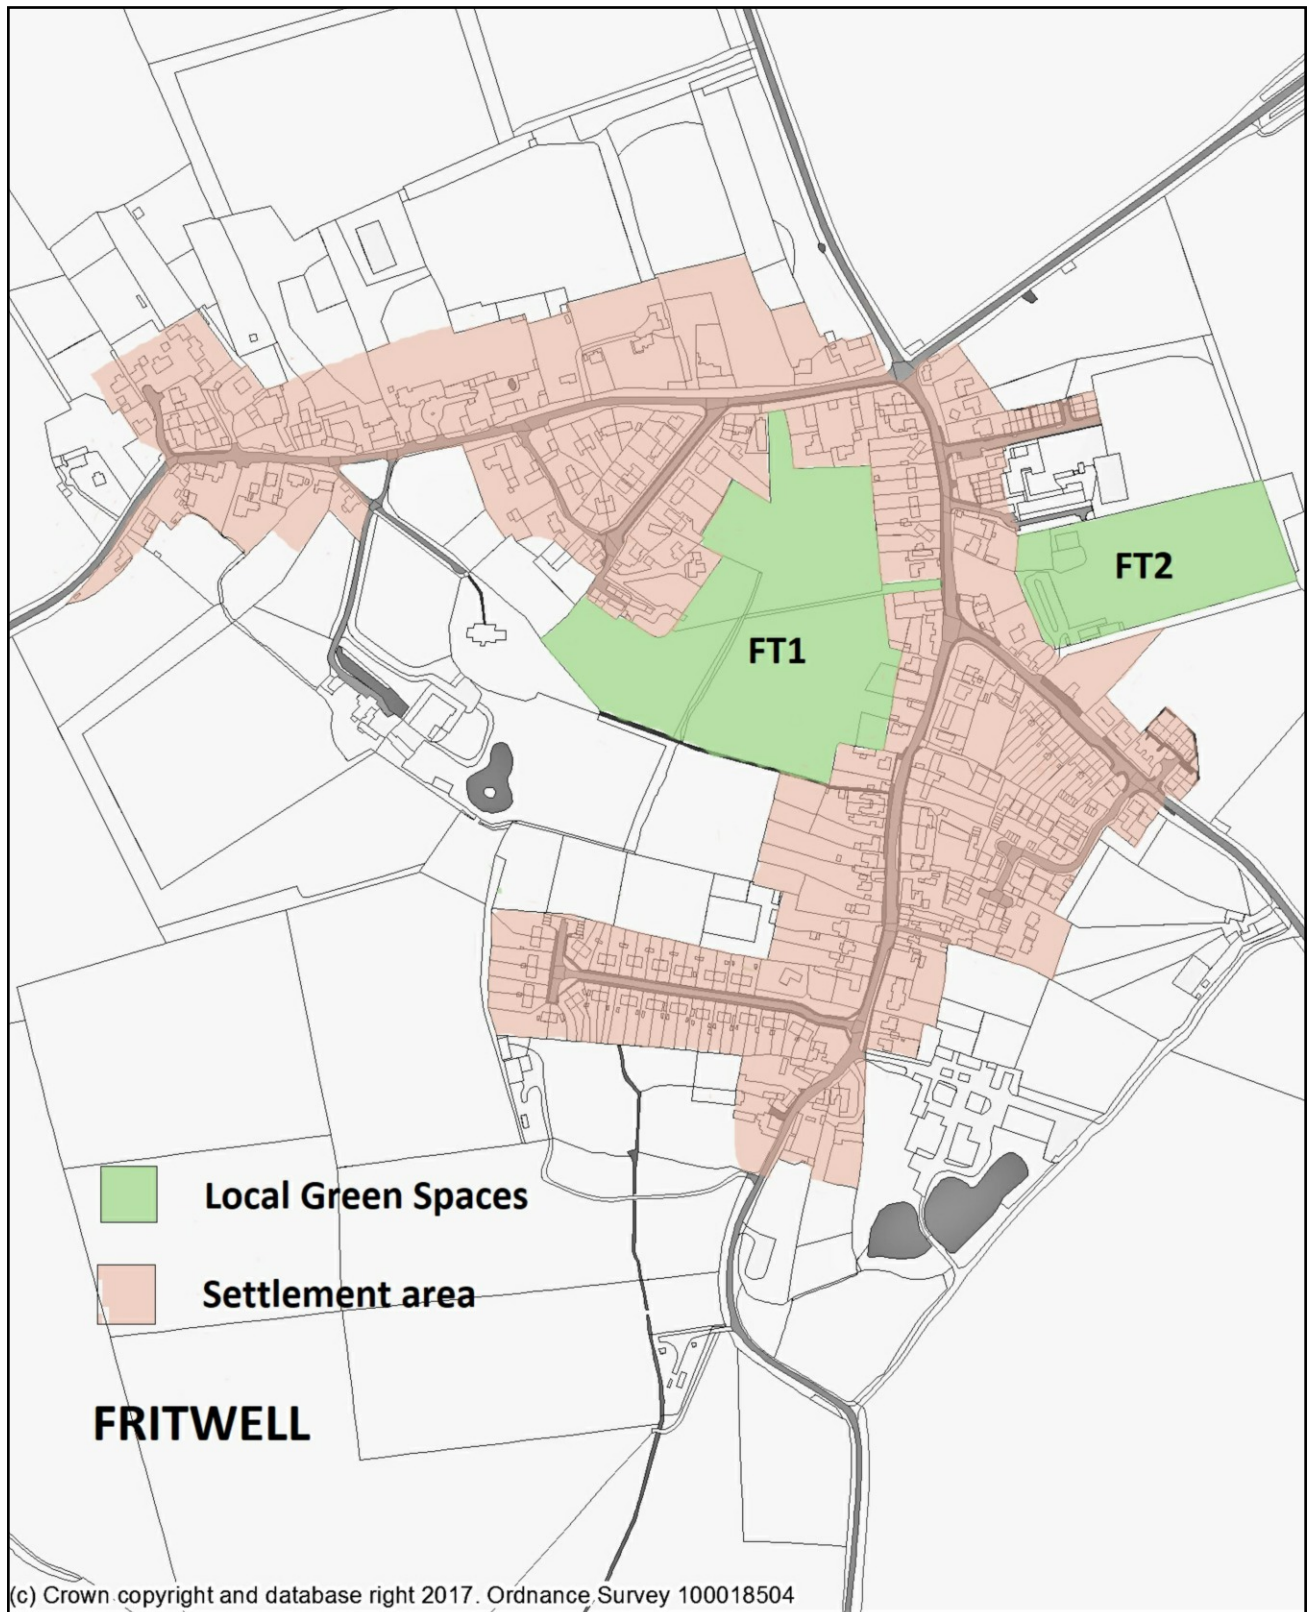 FT2
FT1
Local Green Spaces
Settlement area
FRITWELL
(c) Crown copyright and database right 2017. Ordnance Survey 100018504